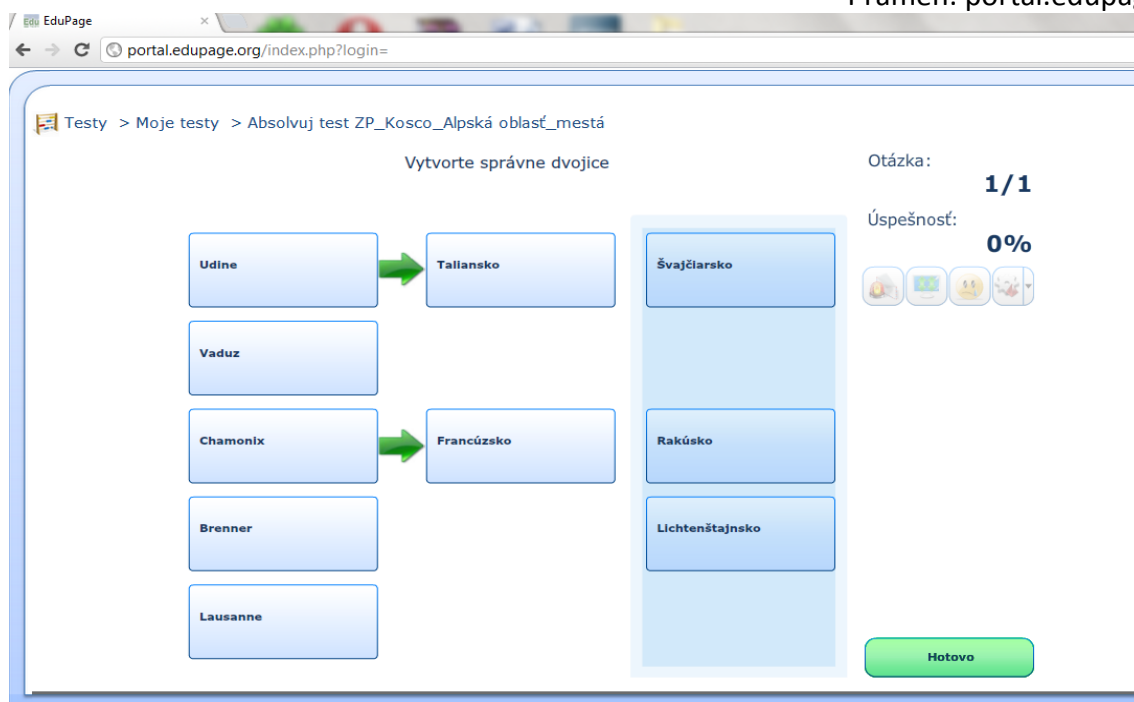 Prameň: portal.edupag
EduPage
portal.edupage.org/index.php?login=
Testy > Moje testy > Absolvuj test ZP_Kosco_Alpská oblasť_mestá
Vytvorte správne dvojice
Otázka:
1/1
Úspešnosť:
0%
Udine
Taliansko
Švajčiarsko
Vaduz
Chamonix
Francúzsko
Rakúsko
Brenner
Lichtenštajnsko
Lausanne
Hotovo